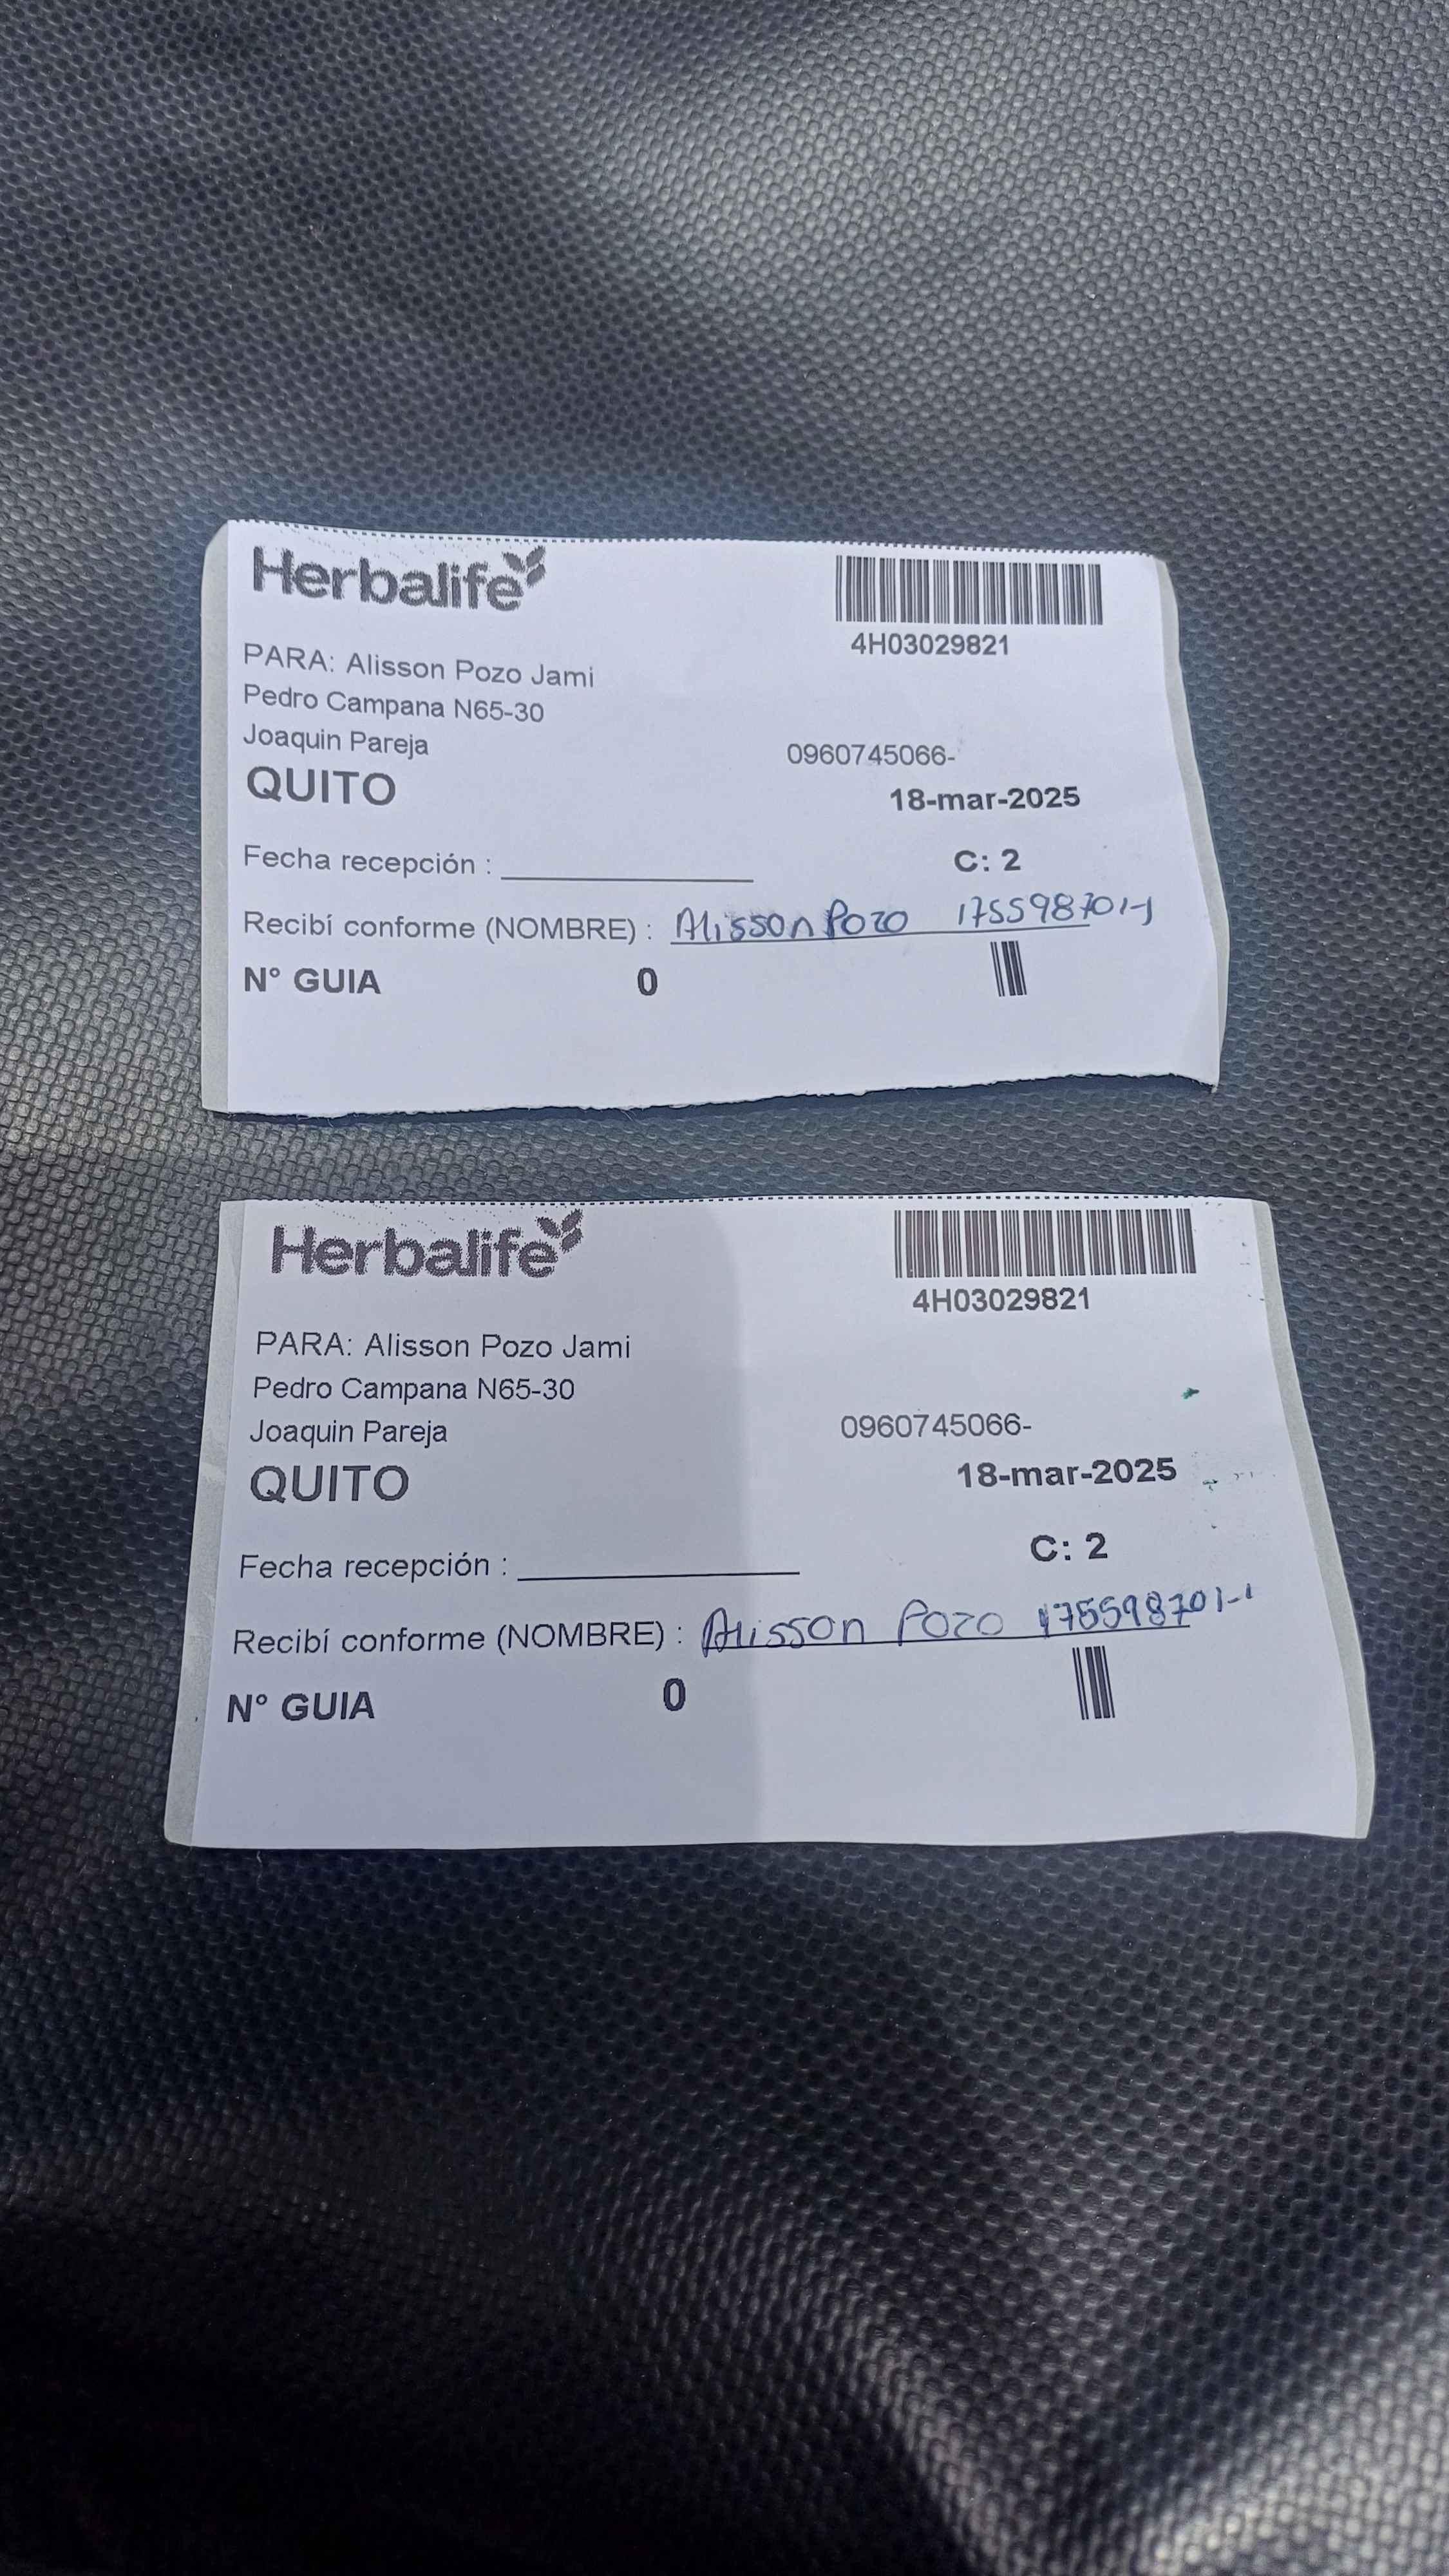 Herbalife
4H03029821
PARA: Alisson Pozo Jami
Pedro Campana N65-30
Joaquin Pareja
0960745066-
QUITO
18-mar-2025
Fecha recepción : 
C: 2
Recibí conforme (NOMBRE) : Alisson Pozo 175598701-1
N° GUIA 0
Herbalife
4H03029821
PARA: Alisson Pozo Jami
Pedro Campana N65-30
Joaquin Pareja
0960745066-
QUITO
18-mar-2025
Fecha recepción :
C: 2
Recibí conforme (NOMBRE) : Alisson Pozo 175598701-1
N° GUIA 0